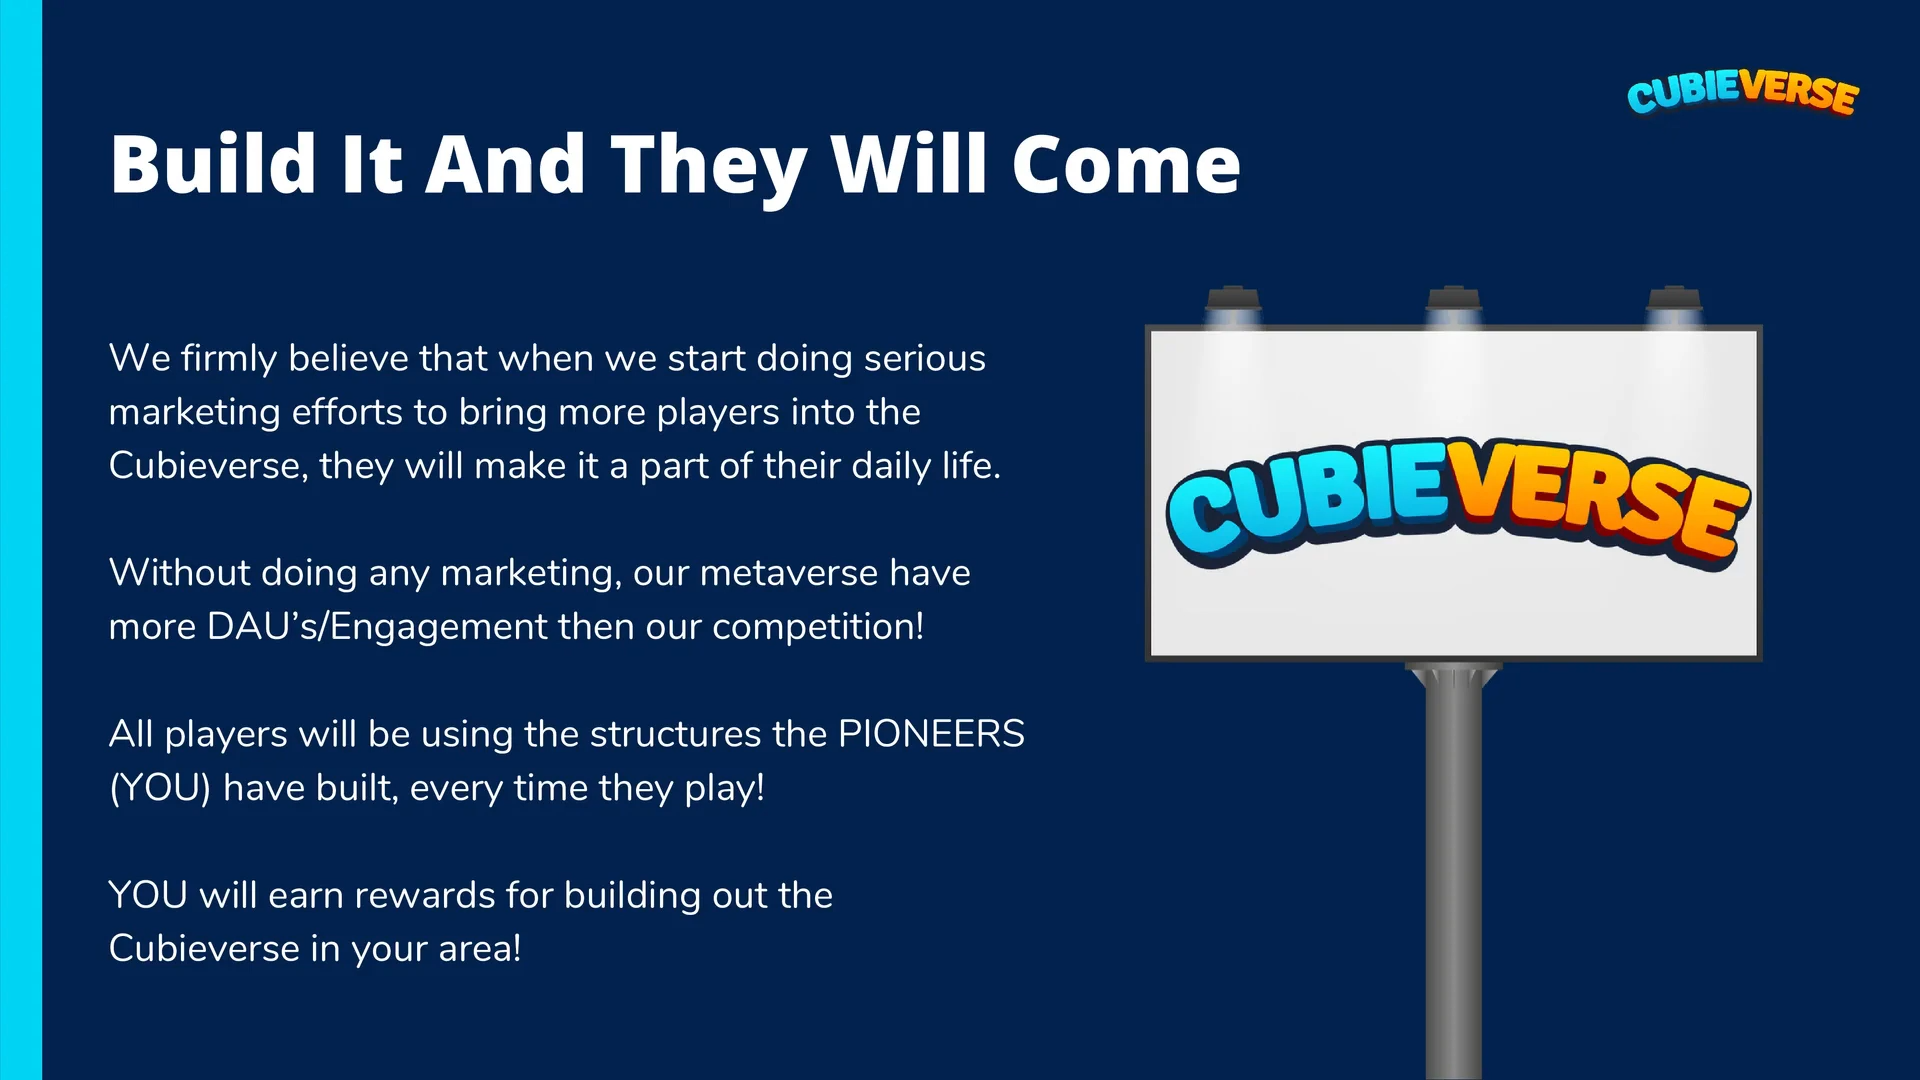 CUBIEVERSE
Build It And They Will Come
We firmly believe that when we start doing serious
marketing efforts to bring more players into the
Cubieverse, they will make it a part of their daily life.
Without doing any marketing, our metaverse have
more DAU’s/Engagement then our competition!
All players will be using the structures the PIONEERS
(YOU) have built, every time they play!
YOU will earn rewards for building out the
Cubieverse in your area!
CUBIEVERSE